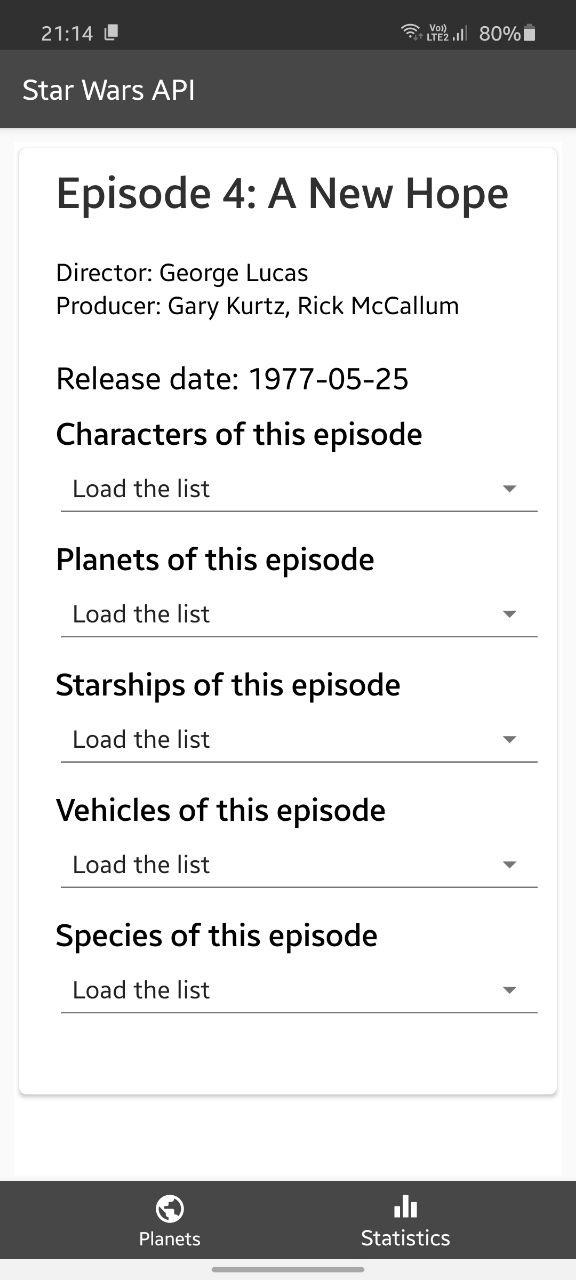 21:14
Vo))
LTE2
80%
Star Wars API
Episode 4: A New Hope
Director: George Lucas
Producer: Gary Kurtz, Rick McCallum
Release date: 1977-05-25
Characters of this episode
Load the list
Planets of this episode
Load the list
Starships of this episode
Load the list
Vehicles of this episode
Load the list
Species of this episode
Load the list
Planets
Statistics